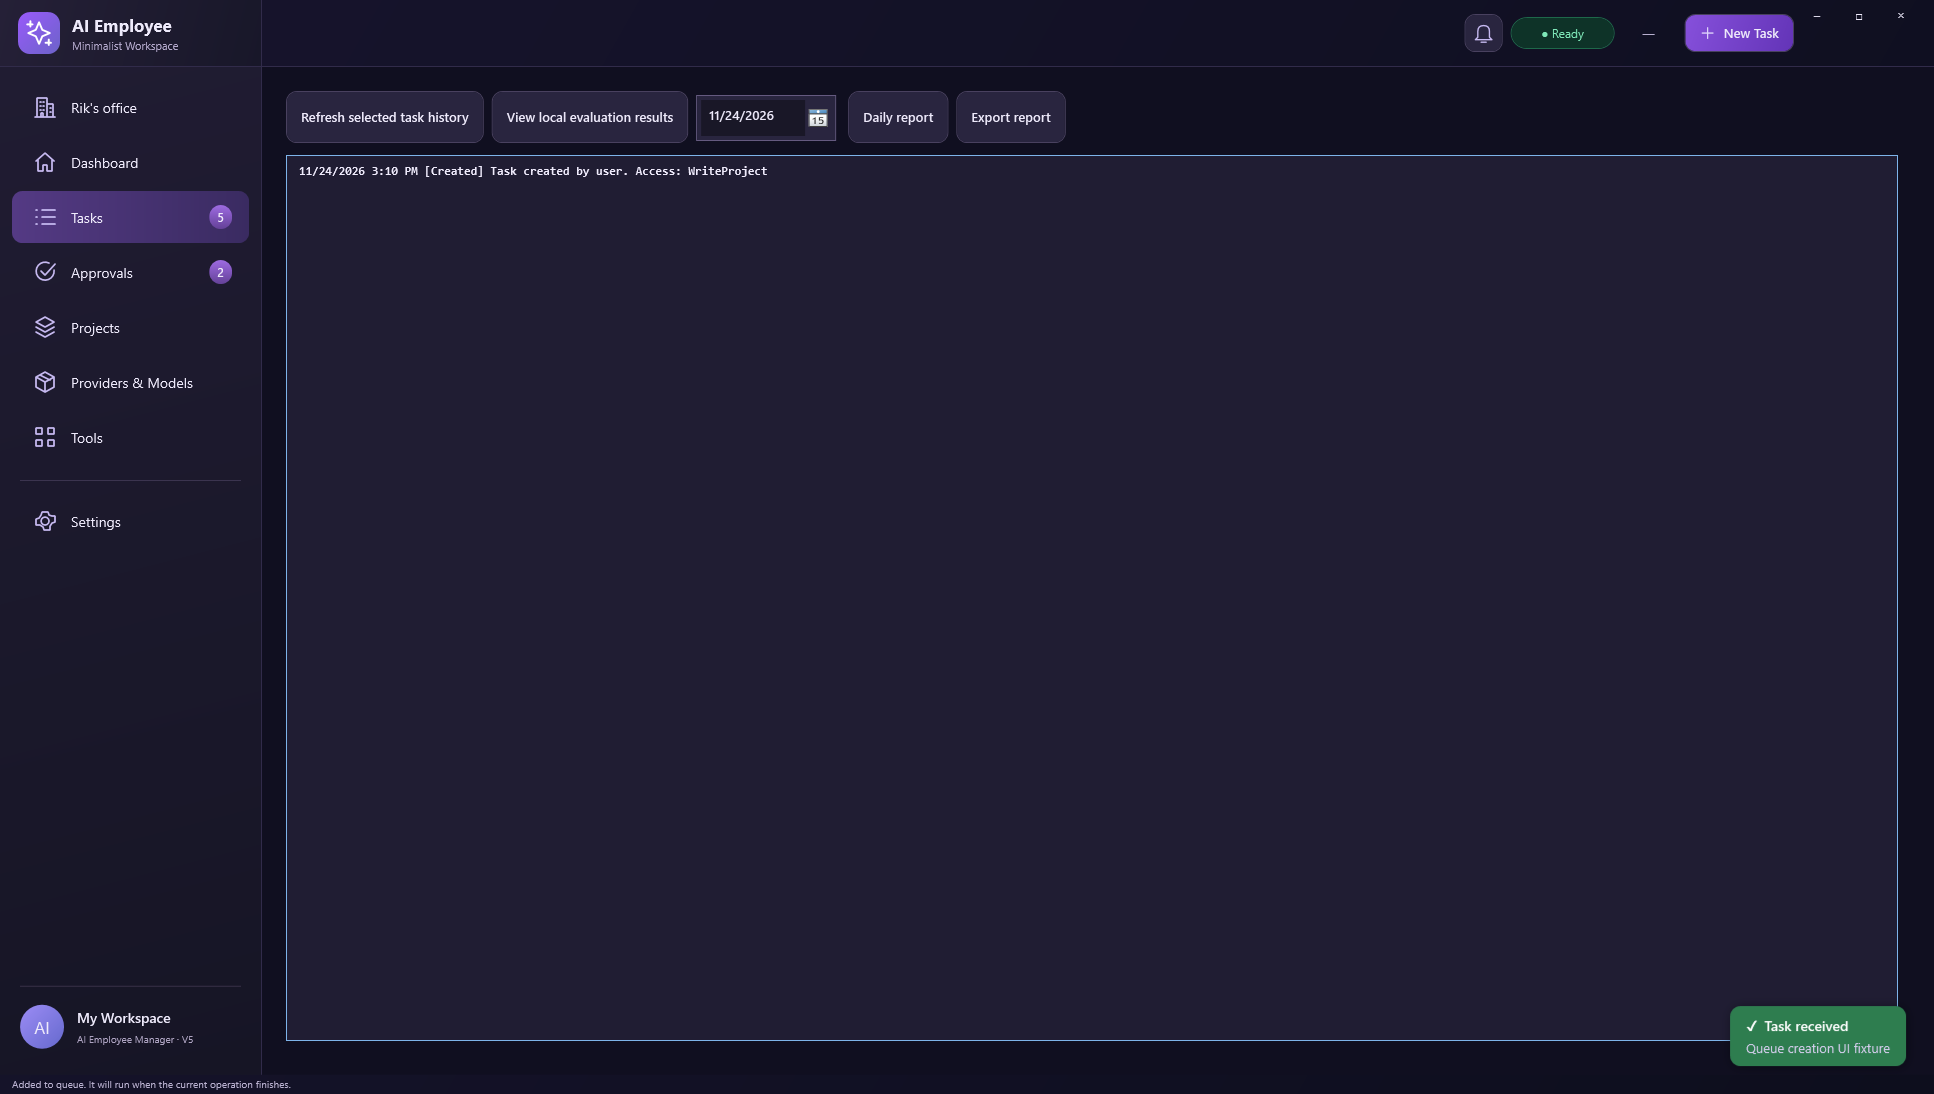 AI Employee
Minimalist Workspace
● Ready
—
New Task
Rik's office
Dashboard
Tasks 5
Approvals 2
Projects
Providers & Models
Tools
Settings
Refresh selected task history
View local evaluation results
11/24/2026
15
Daily report
Export report
11/24/2026 3:10 PM [Created] Task created by user. Access: WriteProject
AI
My Workspace
AI Employee Manager · V5
✓ Task received
Queue creation UI fixture
Added to queue. It will run when the current operation finishes.